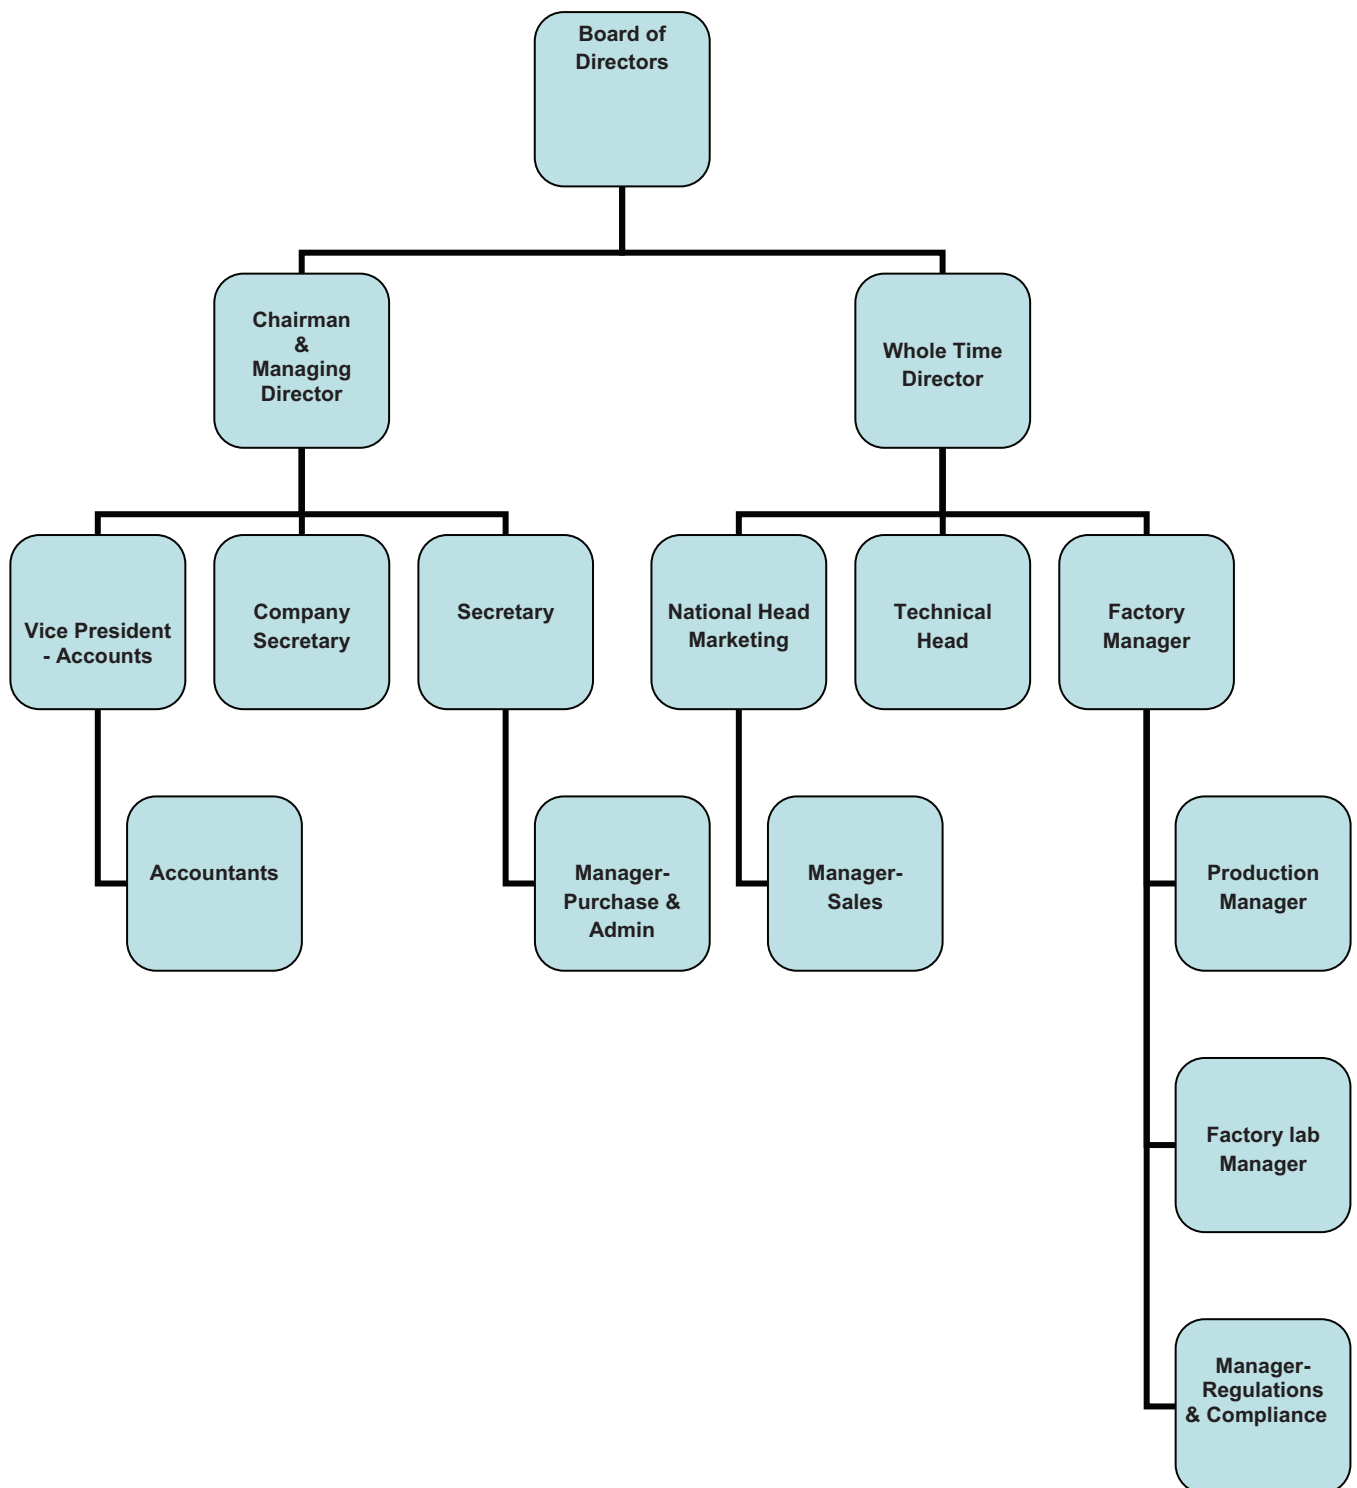 Board of
Directors
Chairman
&
Managing
Director
Whole Time
Director
Vice President
- Accounts
Company
Secretary
Secretary
National Head
Marketing
Technical
Head
Factory
Manager
Accountants
Manager-
Purchase &
Admin
Manager-
Sales
Production
Manager
Factory lab
Manager
Manager-
Regulations
& Compliance